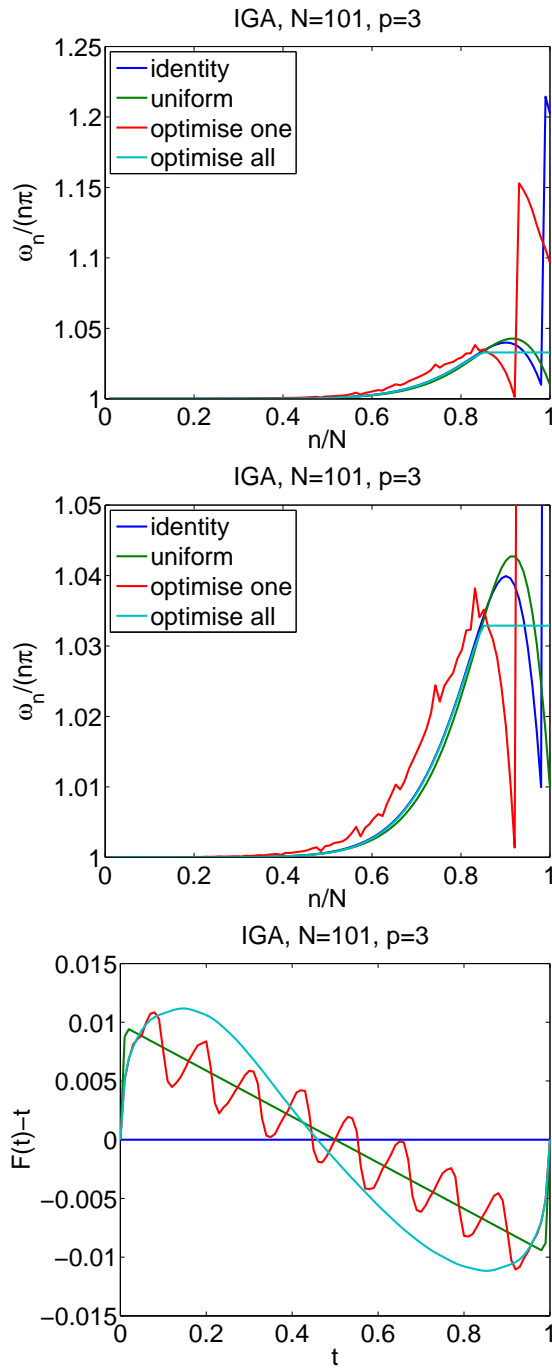 IGA, N=101, p=3
1.25
1.2
1.15
1.1
1.05
1
ωn/(nπ)
identity
uniform
optimise one
optimise all
0 0.2 0.4 0.6 0.8 1
n/N
IGA, N=101, p=3
1.05
1.04
1.03
1.02
1.01
1
ωn/(nπ)
identity
uniform
optimise one
optimise all
0 0.2 0.4 0.6 0.8 1
n/N
IGA, N=101, p=3
0.015
0.01
0.005
0
−0.005
−0.01
−0.015
F(t)−t
0 0.2 0.4 0.6 0.8 1
t